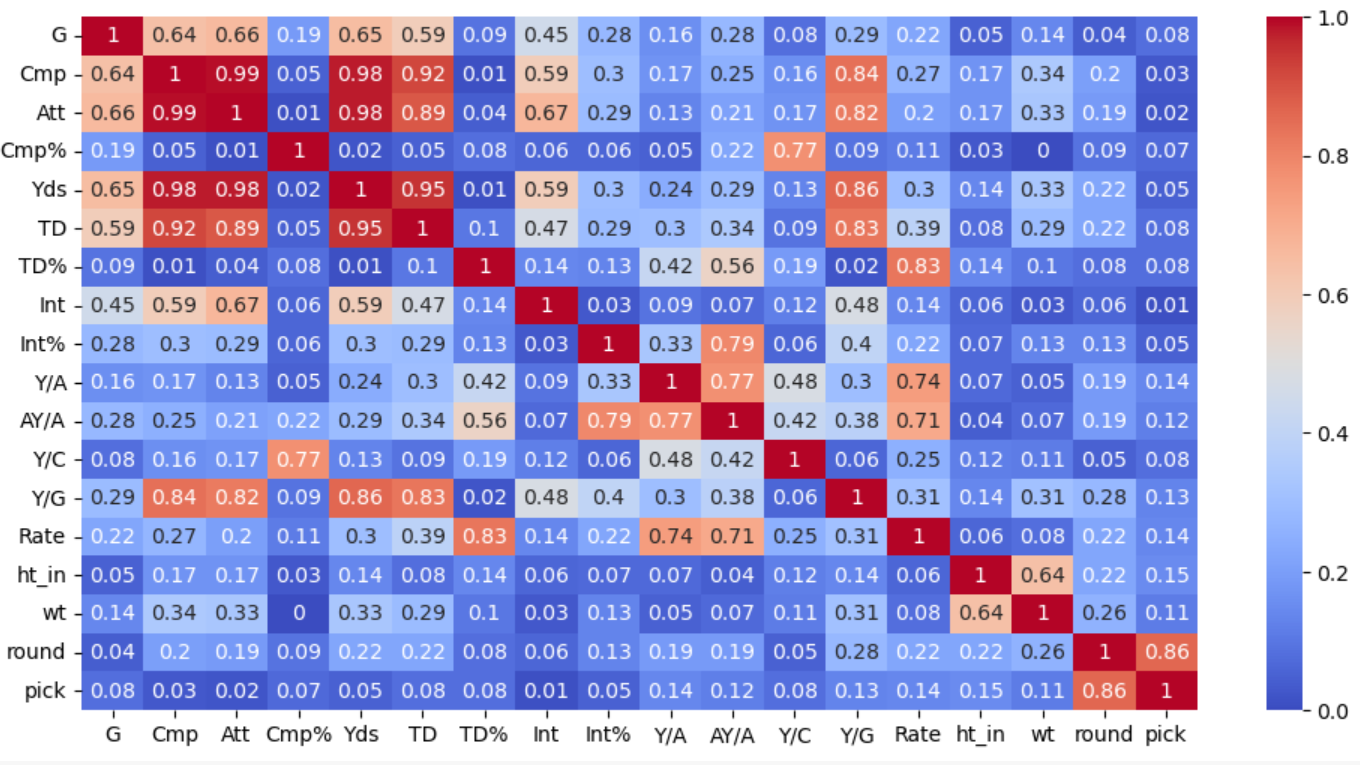 G 1 0.64 0.66 0.19 0.65 0.59 0.09 0.45 0.28 0.16 0.28 0.08 0.29 0.22 0.05 0.14 0.04 0.08 1.0
Cmp 0.64 1 0.99 0.05 0.98 0.92 0.01 0.59 0.3 0.17 0.25 0.16 0.84 0.27 0.17 0.34 0.2 0.03
Att 0.66 0.99 1 0.01 0.98 0.89 0.04 0.67 0.29 0.13 0.21 0.17 0.82 0.2 0.17 0.33 0.19 0.02
Cmp% 0.19 0.05 0.01 1 0.02 0.05 0.08 0.06 0.06 0.05 0.22 0.77 0.09 0.11 0.03 0 0.09 0.07 0.8
Yds 0.65 0.98 0.98 0.02 1 0.95 0.01 0.59 0.3 0.24 0.29 0.13 0.86 0.3 0.14 0.33 0.22 0.05
TD 0.59 0.92 0.89 0.05 0.95 1 0.1 0.47 0.29 0.3 0.34 0.09 0.83 0.39 0.08 0.29 0.22 0.08
TD% 0.09 0.01 0.04 0.08 0.01 0.1 1 0.14 0.13 0.42 0.56 0.19 0.02 0.83 0.14 0.1 0.08 0.08
Int 0.45 0.59 0.67 0.06 0.59 0.47 0.14 1 0.03 0.09 0.07 0.12 0.48 0.14 0.06 0.03 0.06 0.01 0.6
Int% 0.28 0.3 0.29 0.06 0.3 0.29 0.13 0.03 1 0.33 0.79 0.06 0.4 0.22 0.07 0.13 0.13 0.05
Y/A 0.16 0.17 0.13 0.05 0.24 0.3 0.42 0.09 0.33 1 0.77 0.48 0.3 0.74 0.07 0.05 0.19 0.14
AY/A 0.28 0.25 0.21 0.22 0.29 0.34 0.56 0.07 0.79 0.77 1 0.42 0.38 0.71 0.04 0.07 0.19 0.12 0.4
Y/C 0.08 0.16 0.17 0.77 0.13 0.09 0.19 0.12 0.06 0.48 0.42 1 0.06 0.25 0.12 0.11 0.05 0.08
Y/G 0.29 0.84 0.82 0.09 0.86 0.83 0.02 0.48 0.4 0.3 0.38 0.06 1 0.31 0.14 0.31 0.28 0.13
Rate 0.22 0.27 0.2 0.11 0.3 0.39 0.83 0.14 0.22 0.74 0.71 0.25 0.31 1 0.06 0.08 0.22 0.14
ht_in 0.05 0.17 0.17 0.03 0.14 0.08 0.14 0.06 0.07 0.07 0.04 0.12 0.14 0.06 1 0.64 0.22 0.15 0.2
wt 0.14 0.34 0.33 0 0.33 0.29 0.1 0.03 0.13 0.05 0.07 0.11 0.31 0.08 0.64 1 0.26 0.11
round 0.04 0.2 0.19 0.09 0.22 0.22 0.08 0.06 0.13 0.19 0.19 0.05 0.28 0.22 0.22 0.26 1 0.86
pick 0.08 0.03 0.02 0.07 0.05 0.08 0.08 0.01 0.05 0.14 0.12 0.08 0.13 0.14 0.15 0.11 0.86 1 0.0
G Cmp Att Cmp% Yds TD TD% Int Int% Y/A AY/A Y/C Y/G Rate ht_in wt round pick